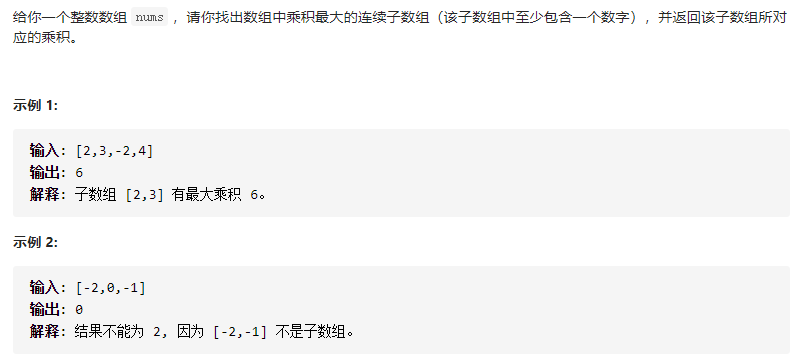 给你一个整数数组 nums ，请你找出数组中乘积最大的连续子数组（该子数组中至少包含一个数字），并返回该子数组所对
应的乘积。
示例 1:
输入: [2,3,-2,4]
输出: 6
解释: 子数组 [2,3] 有最大乘积 6。
示例 2:
输入: [-2,0,-1]
输出: 0
解释: 结果不能为 2, 因为 [-2,-1] 不是子数组。